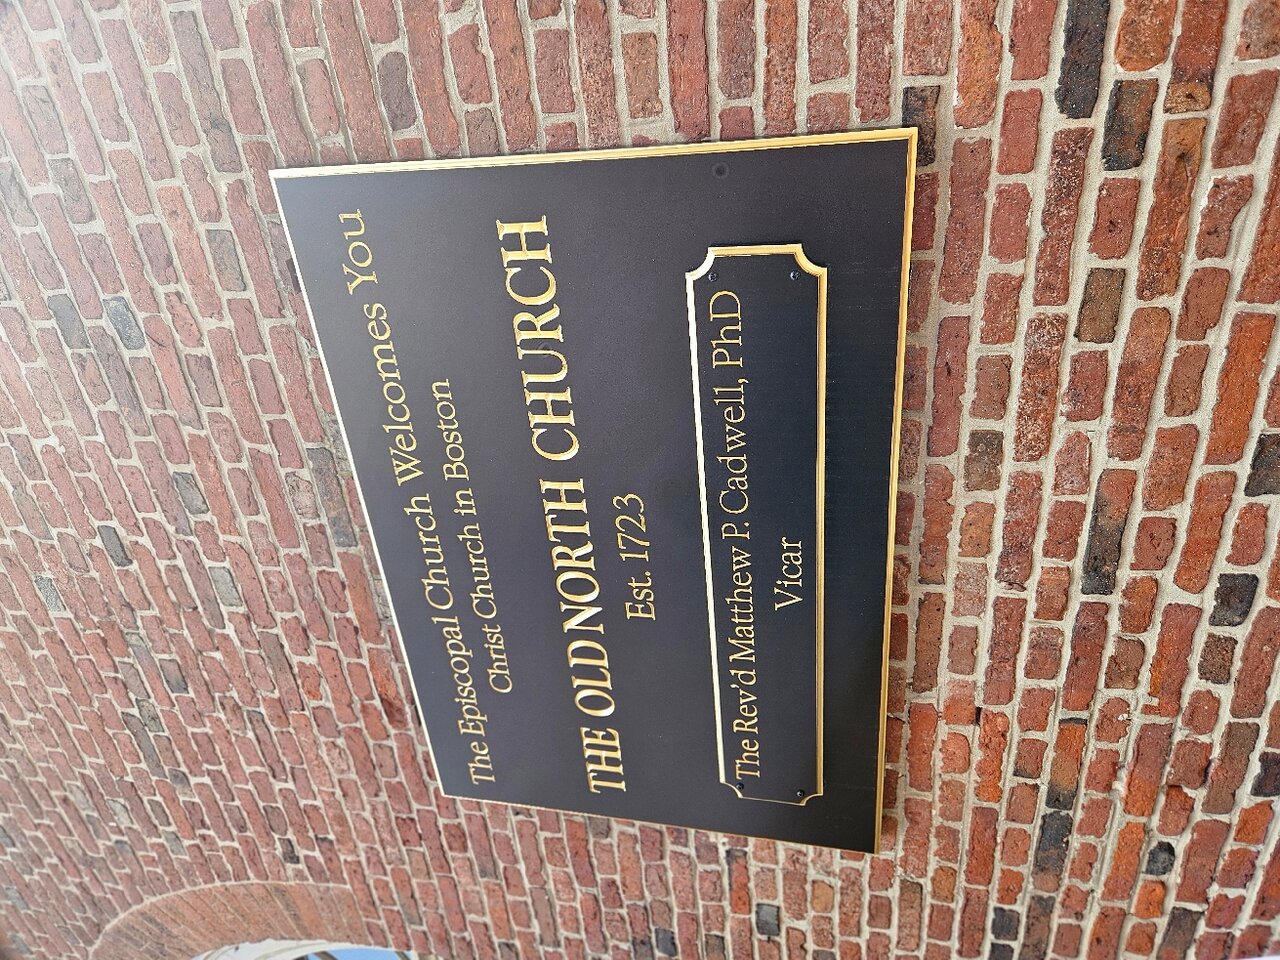 The Episcopal Church Welcomes You
Christ Church in Boston
THE OLD NORTH CHURCH
Est. 1723
The Rev'd Matthew P. Cadwell, PhD
Vicar